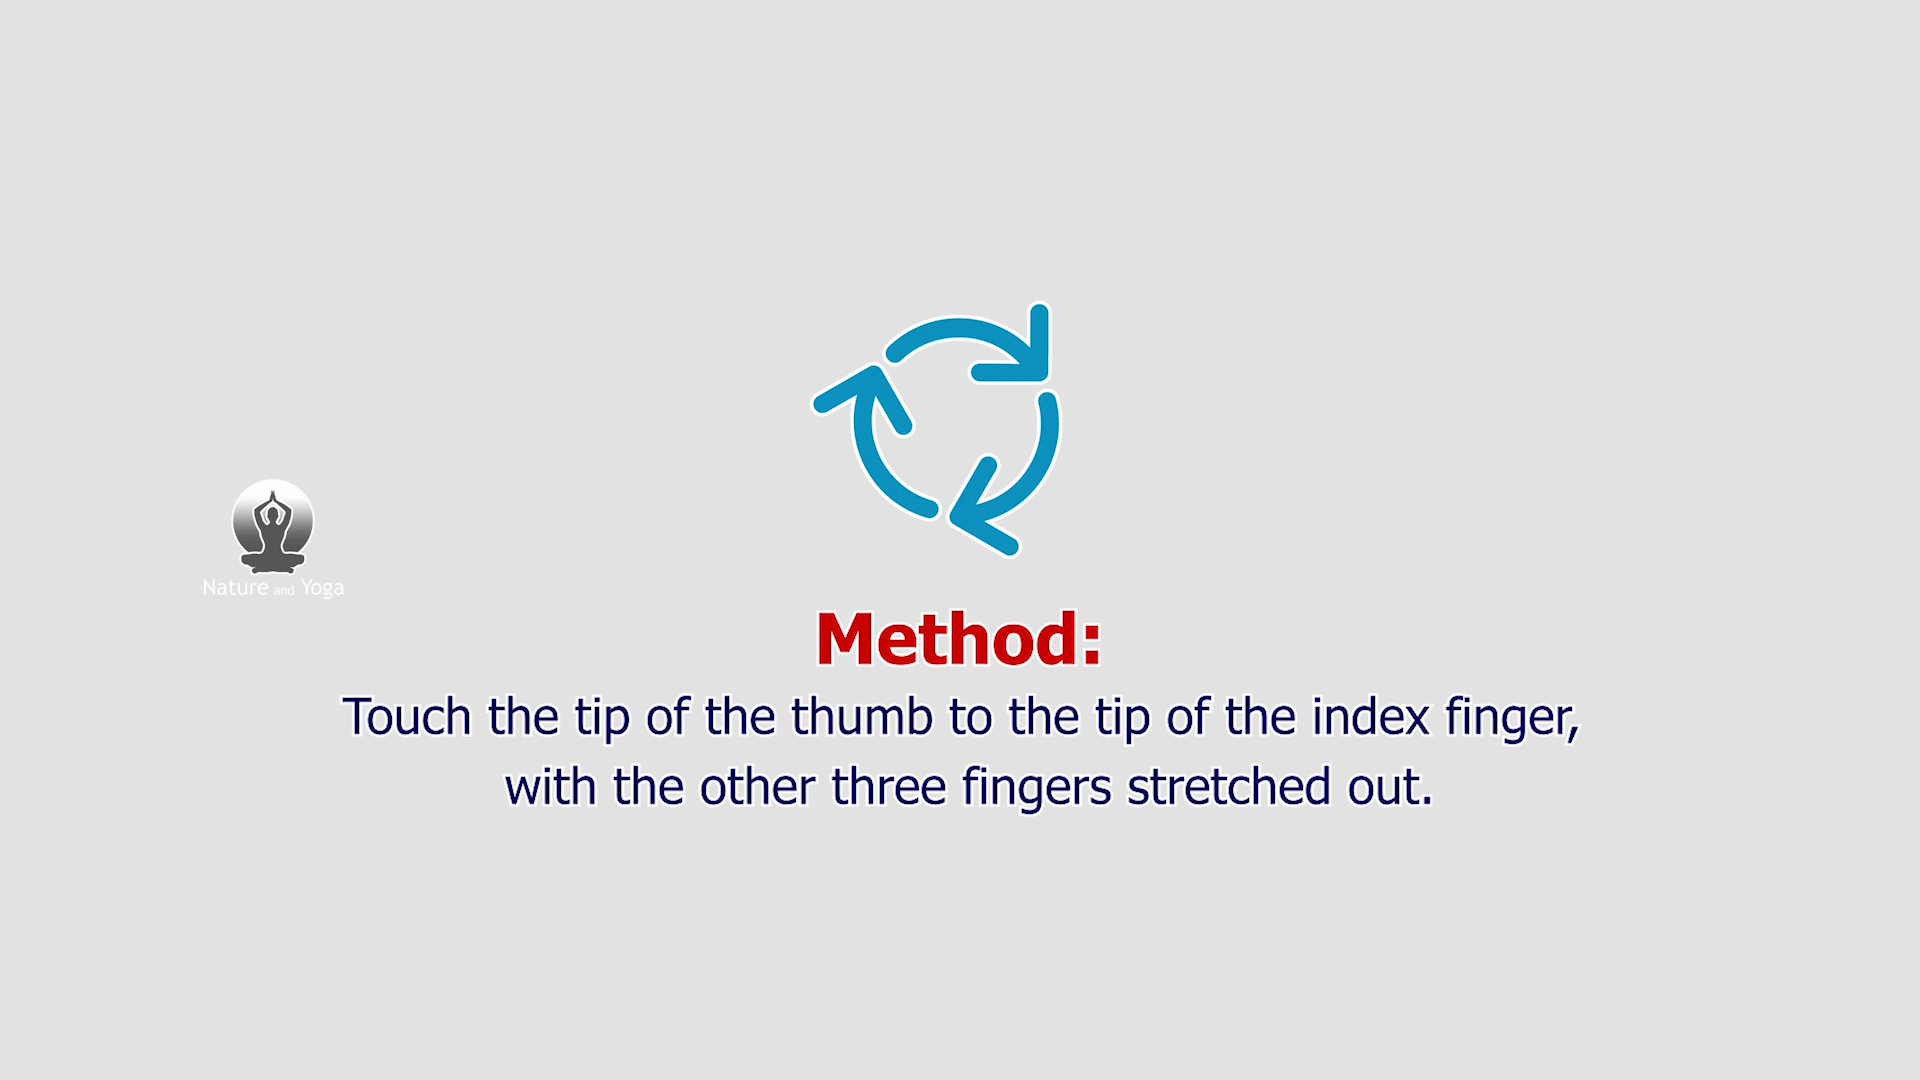 Nature and Yoga
Method:
Touch the tip of the thumb to the tip of the index finger,
with the other three fingers stretched out.